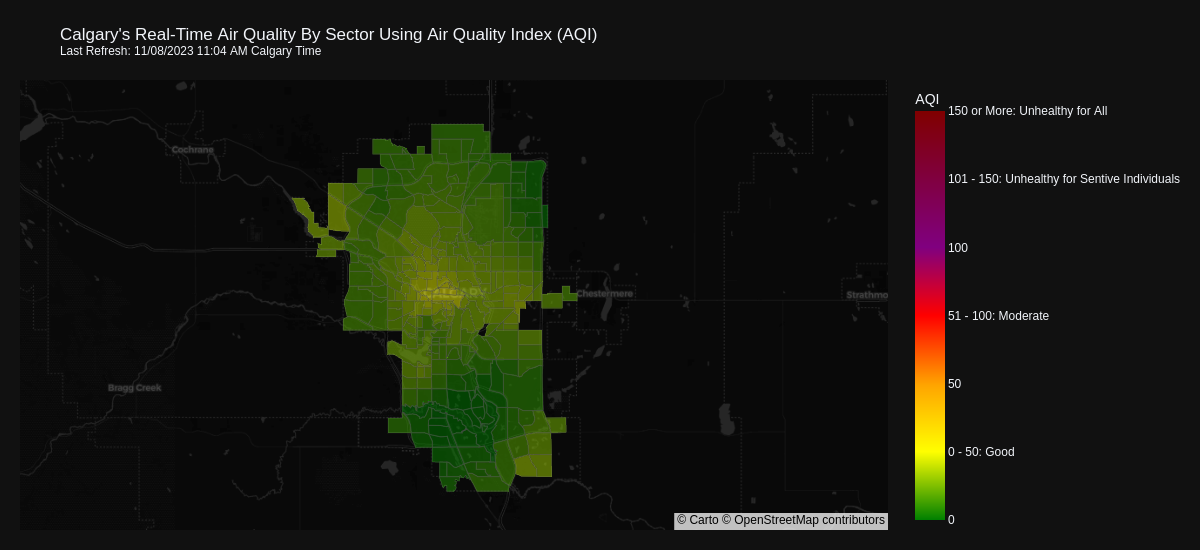 Calgary's Real-Time Air Quality By Sector Using Air Quality Index (AQI)
Last Refresh: 11/08/2023 11:04 AM Calgary Time
AQI
150 or More: Unhealthy for All
Cochrane
101 - 150: Unhealthy for Sentive Individuals
100
CALGARY
Chestermere
Strathmo
51 - 100: Moderate
Bragg Creek
50
0 - 50: Good
© Carto © OpenStreetMap contributors
0